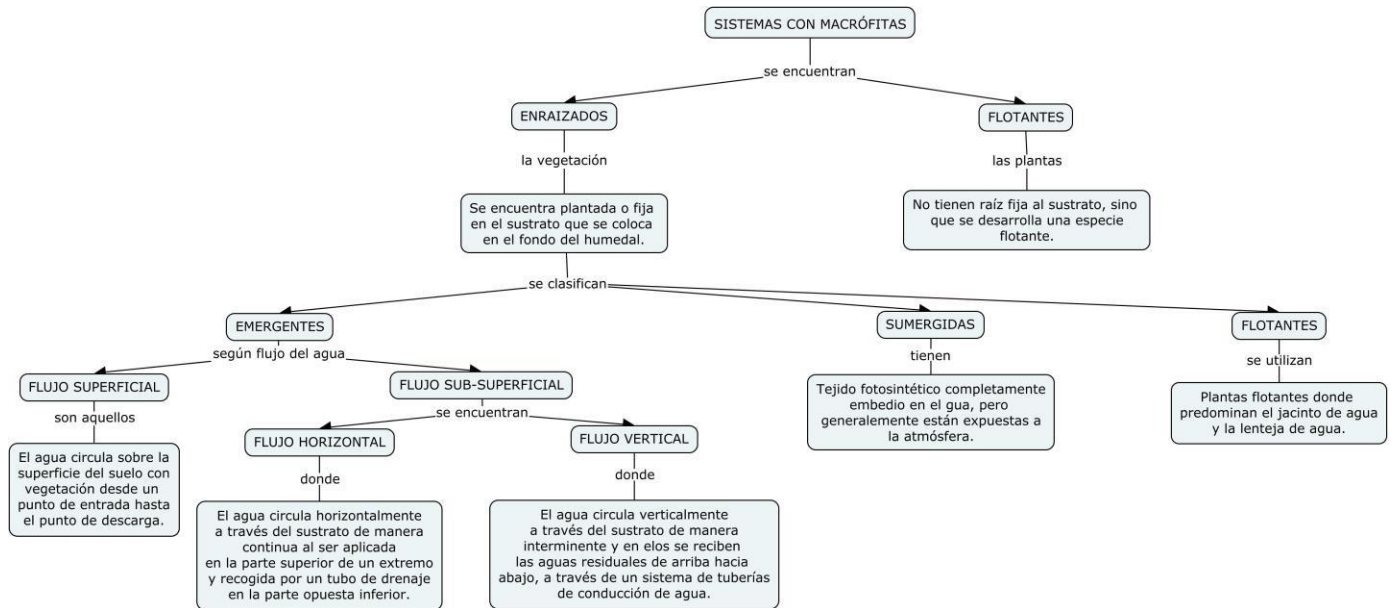 SISTEMAS CON MACRÓFITAS
se encuentran
ENRAIZADOS
FLOTANTES
la vegetación
las plantas
Se encuentra plantada o fija
en el sustrato que se coloca
en el fondo del humedal.
No tienen raíz fija al sustrato, sino
que se desarrolla una especie
flotante.
se clasifican
EMERGENTES
SUMERGIDAS
FLOTANTES
según flujo del agua
tienen
se utilizan
FLUJO SUPERFICIAL
FLUJO SUB-SUPERFICIAL
Tejido fotosintético completamente
embedio en el gua, pero
generalmente están expuestas a
la atmósfera.
Plantas flotantes donde
predominan el jacinto de agua
y la lenteja de agua.
son aquellos
se encuentran
FLUJO HORIZONTAL
FLUJO VERTICAL
El agua circula sobre la
superficie del suelo con
vegetación desde un
punto de entrada hasta
el punto de descarga.
donde
donde
El agua circula horizontalmente
a través del sustrato de manera
continua al ser aplicada
en la parte superior de un extremo
y recogida por un tubo de drenaje
en la parte opuesta inferior.
El agua circula verticalmente
a través del sustrato de manera
interminente y en elos se reciben
las aguas residuales de arriba hacia
abajo, a través de un sistema de tuberías
de conducción de agua.